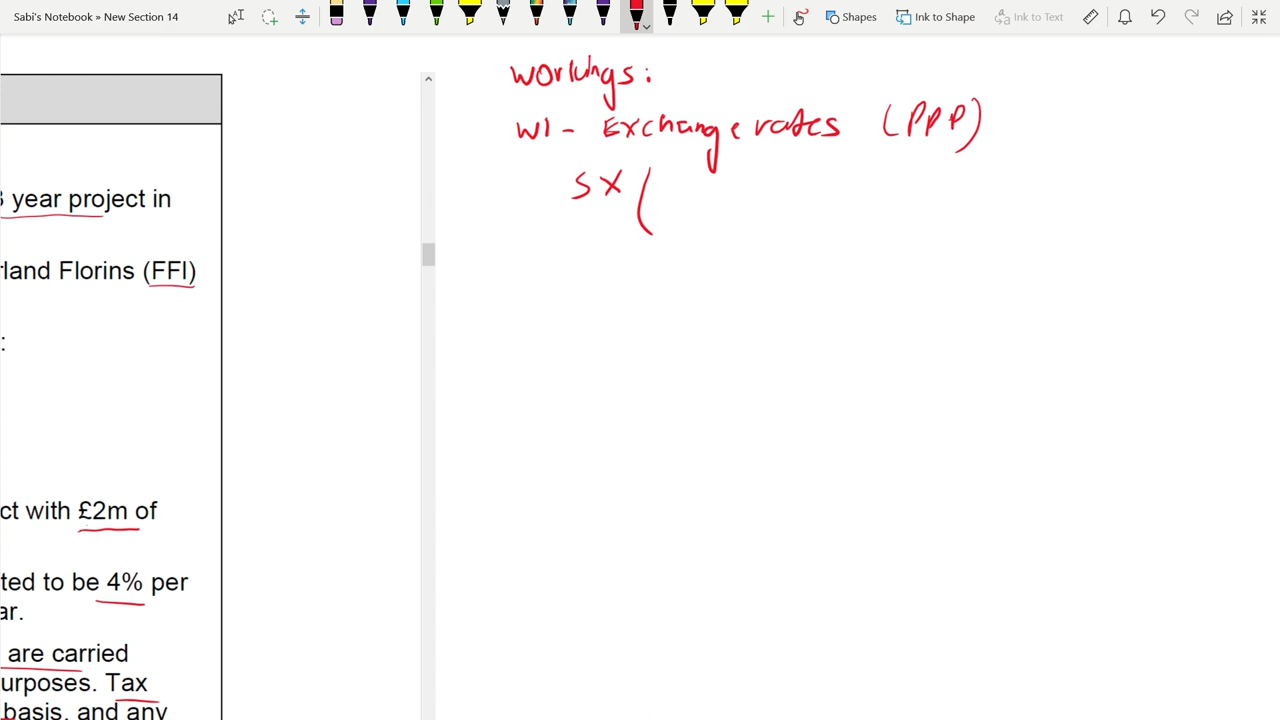 Sabi's Notebook » New Section 14
Shapes
Ink to Shape
Ink to Text
3 year project in
rland Florins (FFI)
:
ct with £2m of
ted to be 4% per
ar.
are carried
urposes. Tax
basis, and any
Workings:
W1 - Exchange rates (PPP)
S X (